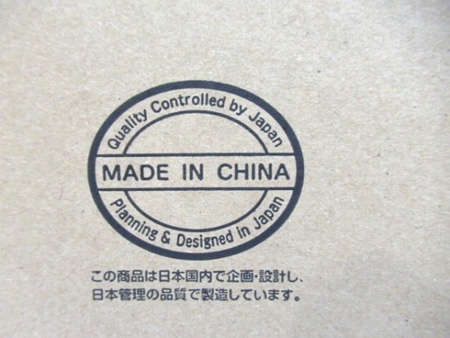 Quality Controlled by Japan
MADE IN CHINA
Planning & Designed in Japan
この商品は日本国内で企画・設計し、
日本管理の品質で製造しています。